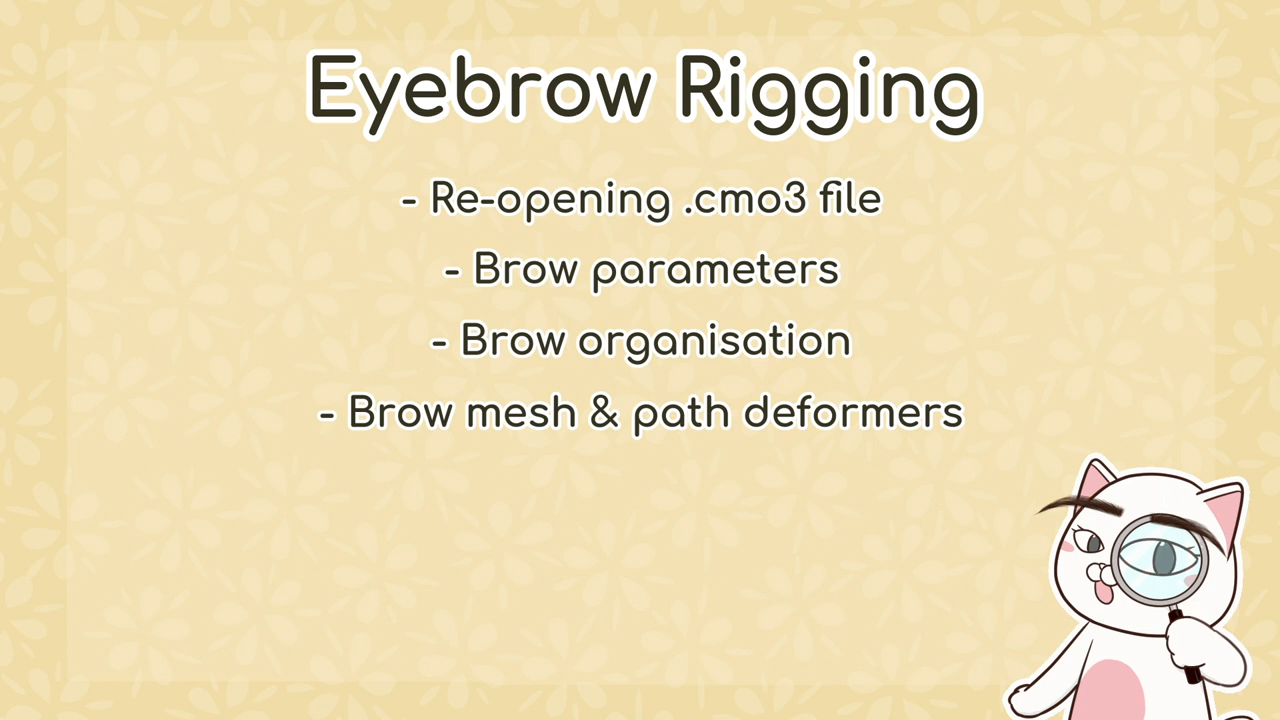 Eyebrow Rigging
- Re-opening .cmo3 file
- Brow parameters
- Brow organisation
- Brow mesh & path deformers